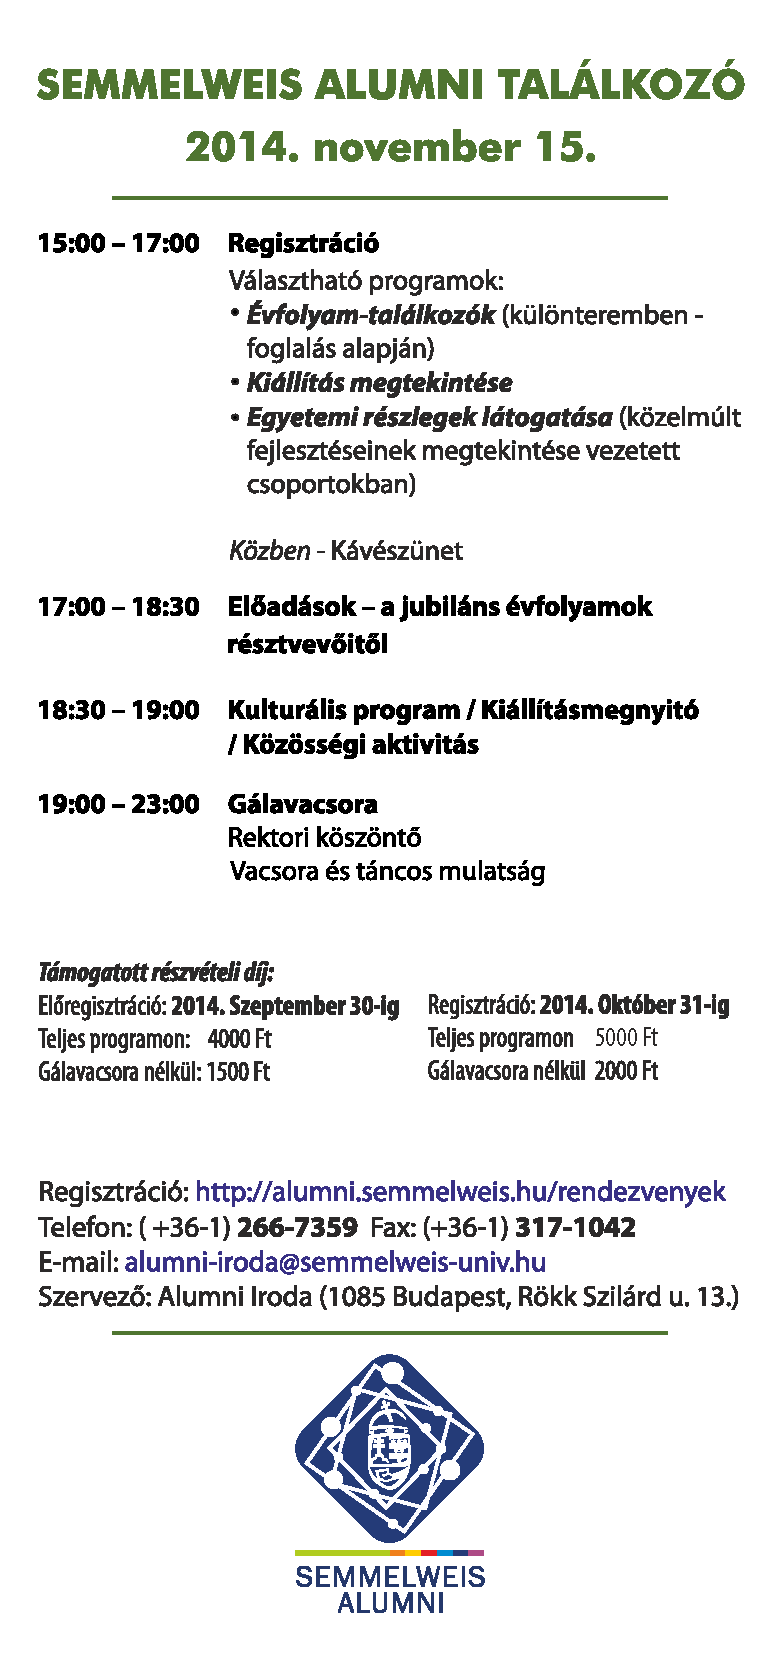 SEMMELWEIS ALUMNI TALÁLKOZÓ
2014. november 15.
15:00 – 17:00 Regisztráció
Választható programok:
• Évfolyam-találkozók (különteremben -
foglalás alapján)
• Kiállítás megtekintése
• Egyetemi részlegek látogatása (közelmúlt
fejlesztéseinek megtekintése vezetett
csoportokban)
Közben - Kávészünet
17:00 – 18:30 Előadások – a jubiláns évfolyamok
résztvevőitől
18:30 – 19:00 Kulturális program / Kiállításmegnyitó
/ Közösségi aktivitás
19:00 – 23:00 Gálavacsora
Rektori köszöntő
Vacsora és táncos mulatság
Támogatott részvételi díj:
Előregisztráció: 2014. Szeptember 30-ig
Teljes programon: 4000 Ft
Gálavacsora nélkül: 1500 Ft
Regisztráció: 2014. Október 31-ig
Teljes programon 5000 Ft
Gálavacsora nélkül 2000 Ft
Regisztráció: http://alumni.semmelweis.hu/rendezvenyek
Telefon: ( +36-1) 266-7359 Fax: (+36-1) 317-1042
E-mail: alumni-iroda@semmelweis-univ.hu
Szervező: Alumni Iroda (1085 Budapest, Rökk Szilárd u. 13.)
SEMMELWEIS
ALUMNI